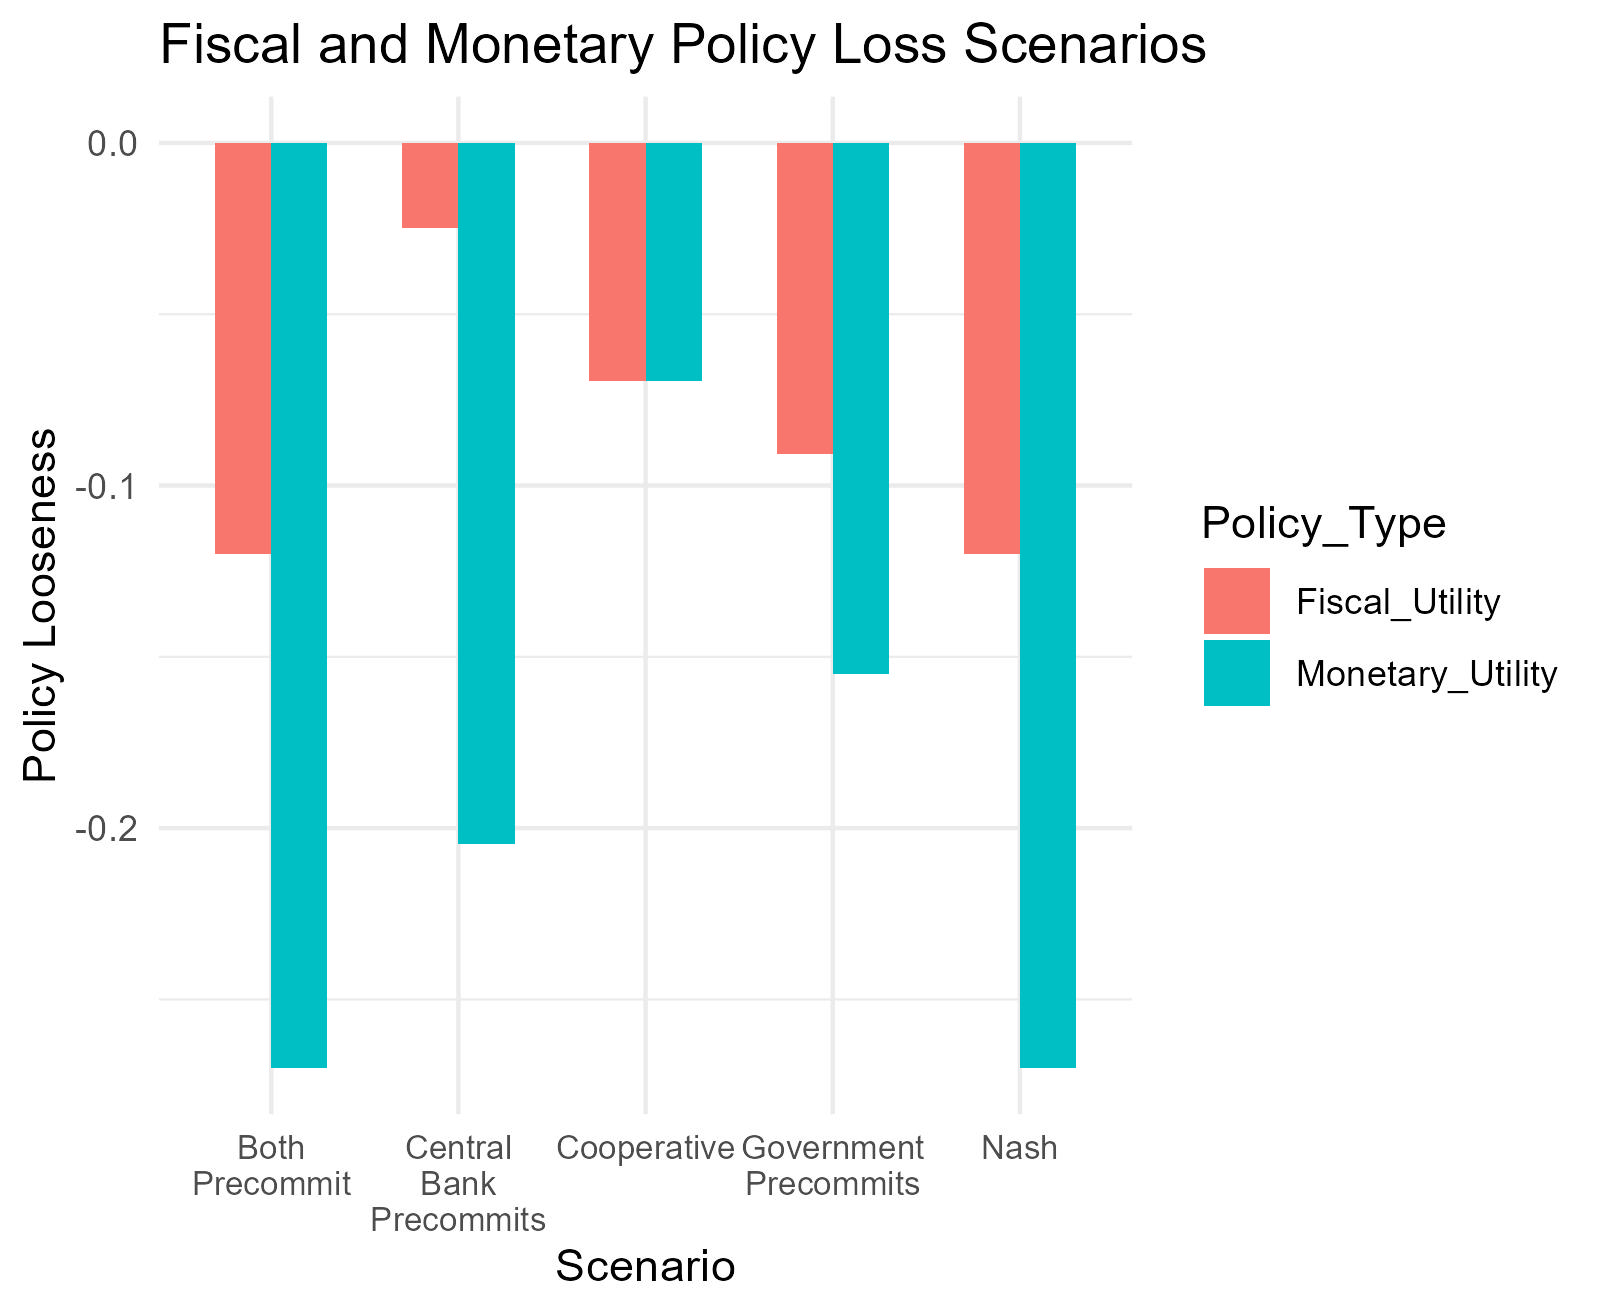 Fiscal and Monetary Policy Loss Scenarios
0.0
-0.1
-0.2
Policy Looseness
Both
Precommit
Central
Bank
Precommits
Cooperative
Government
Precommits
Nash
Scenario
Policy_Type
Fiscal_Utility
Monetary_Utility